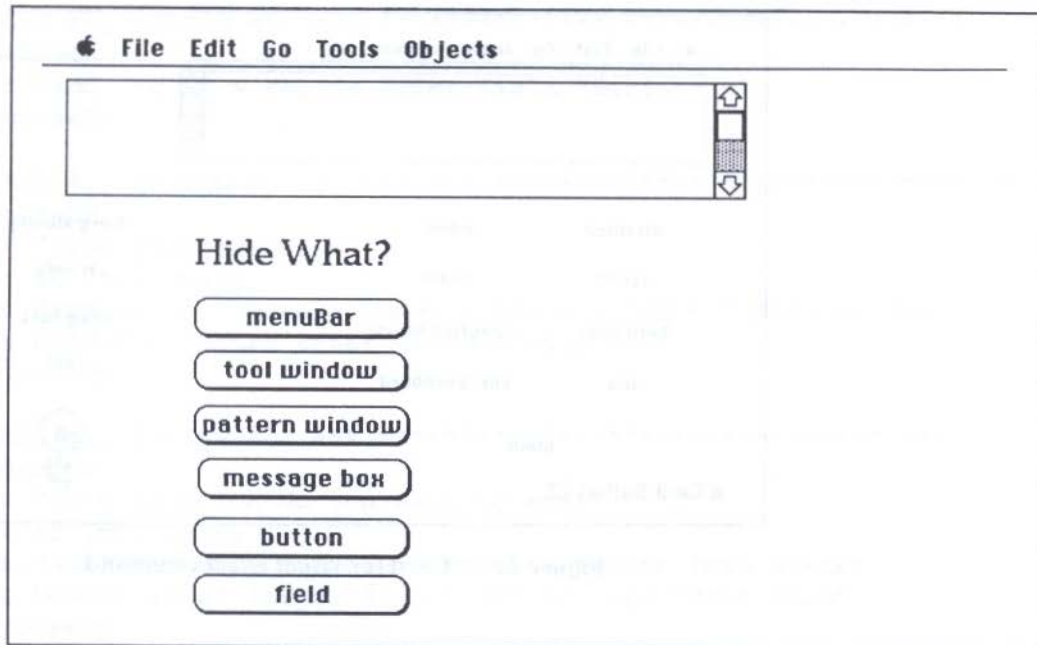 File Edit Go Tools Objects
Hide What?
menuBar
tool window
pattern window
message box
button
field